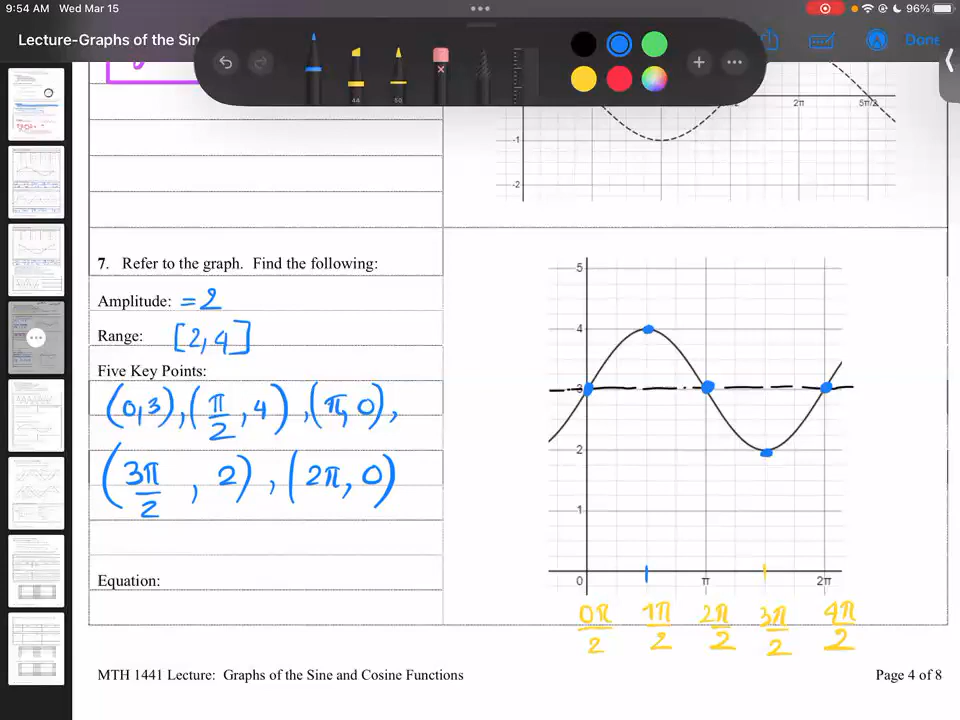 9:54 AM Wed Mar 15
96%
Lecture-Graphs of the Sin
Done
44
50
2π
5π/2
-1
-2
7. Refer to the graph. Find the following:
Amplitude: = 2
Range: [2,4]
Five Key Points:
(0,3), (π/2, 4), (π, 0),
(3π/2, 2), (2π, 0)
Equation:
5
4
3
2
1
0
π
2π
0π/2 1π/2 2π/2 3π/2 4π/2
MTH 1441 Lecture: Graphs of the Sine and Cosine Functions
Page 4 of 8